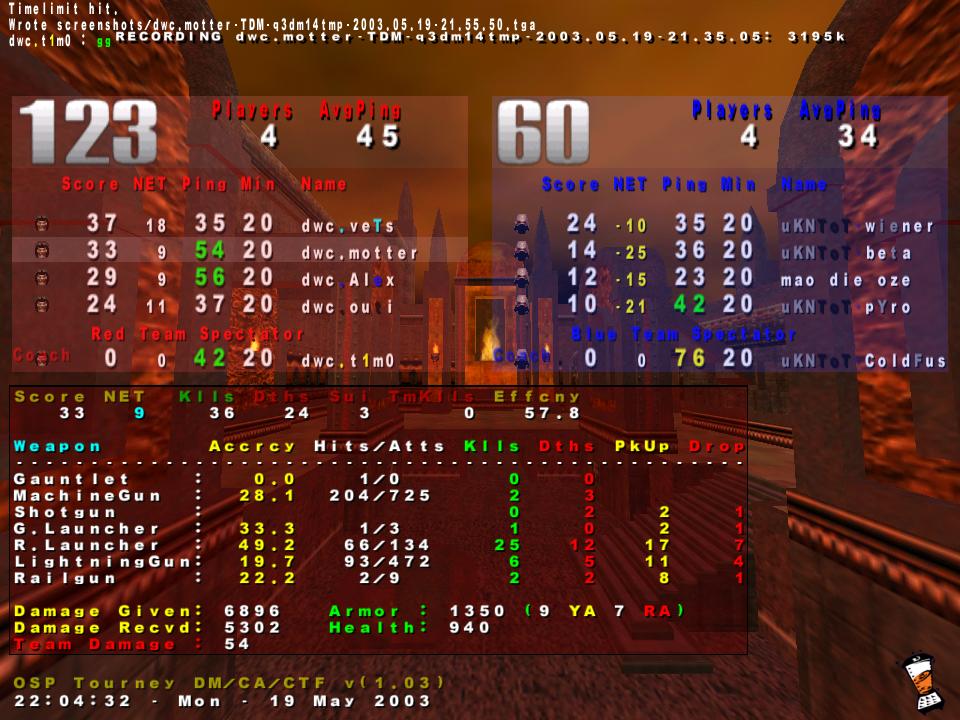 Timelimit hit.
Wrote screenshots/dwc.motter-TDM-q3dm14tmp-2003.05.19-21.55.50.tga
dwc.t1m0 : gg
RECORDING dwc.motter-TDM-q3dm14tmp-2003.05.19-21.35.05: 3195k
123 Players AvgPing
4 45
Score NET Ping Min Name
37 18 35 20 dwc.veTs
33 9 54 20 dwc.motter
29 9 56 20 dwc.Alex
24 11 37 20 dwc.outi
Red Team Spectator
Coach 0 0 42 20 dwc.t1m0
60 Players AvgPing
4 34
Score NET Ping Min Name
24 -10 35 20 uKNToT wiener
14 -25 36 20 uKNToT beta
12 -15 23 20 mao die oze
10 -21 42 20 uKNToT pYro
Blue Team Spectator
Coach 0 0 76 20 uKNToT ColdFus
Score NET Klls Dths Sui TmKlls Effcny
33 9 36 24 3 0 57.8
Weapon Accrcy Hits/Atts Klls Dths PkUp Drop
Gauntlet : 0.0 1/0 0 0
MachineGun : 28.1 204/725 2 3
Shotgun : 0 2 2 1
G.Launcher : 33.3 1/3 1 0 2 1
R.Launcher : 49.2 66/134 25 12 17 7
LightningGun: 19.7 93/472 6 5 11 4
Railgun : 22.2 2/9 2 2 8 1
Damage Given: 6896 Armor : 1350 (9 YA 7 RA)
Damage Recvd: 5302 Health: 940
Team Damage : 54
OSP Tourney DM/CA/CTF v(1.03)
22:04:32 - Mon - 19 May 2003